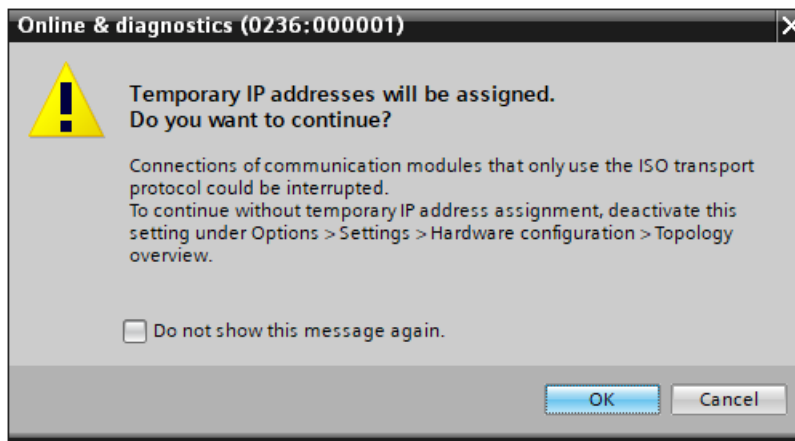 Online & diagnostics (0236:000001)
Temporary IP addresses will be assigned.
Do you want to continue?
Connections of communication modules that only use the ISO transport
protocol could be interrupted.
To continue without temporary IP address assignment, deactivate this
setting under Options > Settings > Hardware configuration > Topology
overview.
Do not show this message again.
OK Cancel